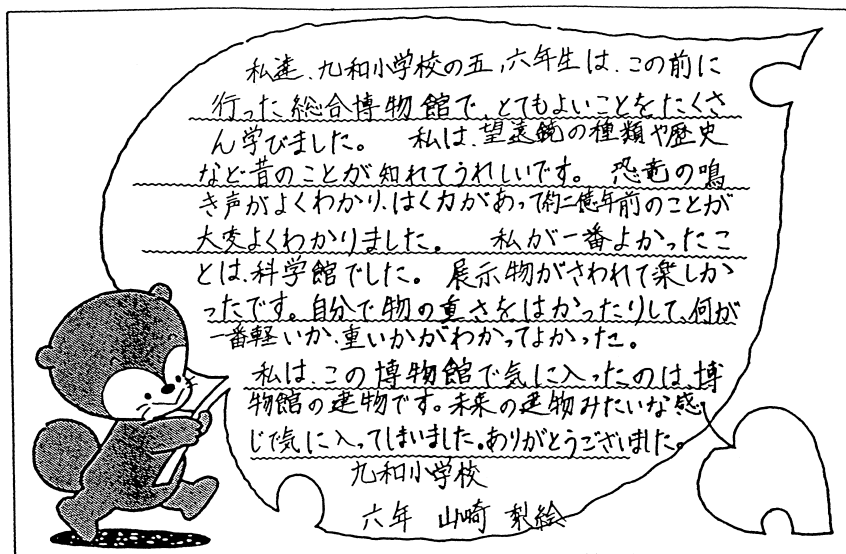 私達、九和小学校の五、六年生は、この前に
行った総合博物館で、とてもよいことをたくさ
ん学びました。　私は、望遠鏡の種類や歴史
など昔のことが知れてうれしいです。　恐竜の鳴
き声がよくわかり、はく力があって約二億年前のことが
大変よくわかりました。　私が一番よかったこ
とは、科学館でした。　展示物がさわれて楽しか
ったです。自分で物の重さをはかったりして、何が
一番軽いか、重いかがわかってよかった。
私は、この博物館で気に入ったのは、博
物館の建物です。未来の建物みたいな感
じで気に入ってしまいました。ありがとうございました。
九和小学校
六年　山崎　梨絵